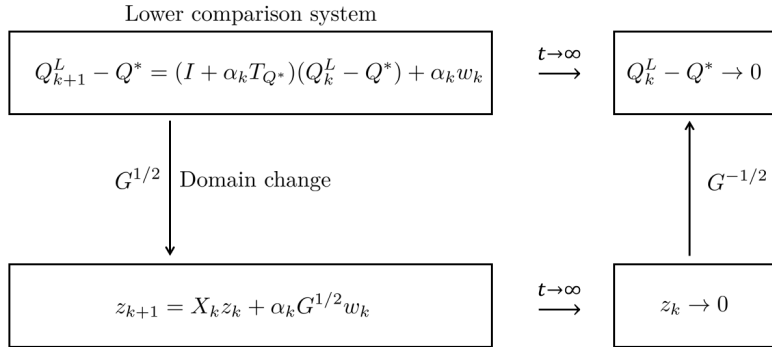 Lower comparison system
Q^L_{k+1} − Q* = (I + α_k T_{Q*})(Q^L_k − Q*) + α_k w_k
t→∞
Q^L_k − Q* → 0
G^{1/2} Domain change
G^{−1/2}
z_{k+1} = X_k z_k + α_k G^{1/2} w_k
t→∞
z_k → 0